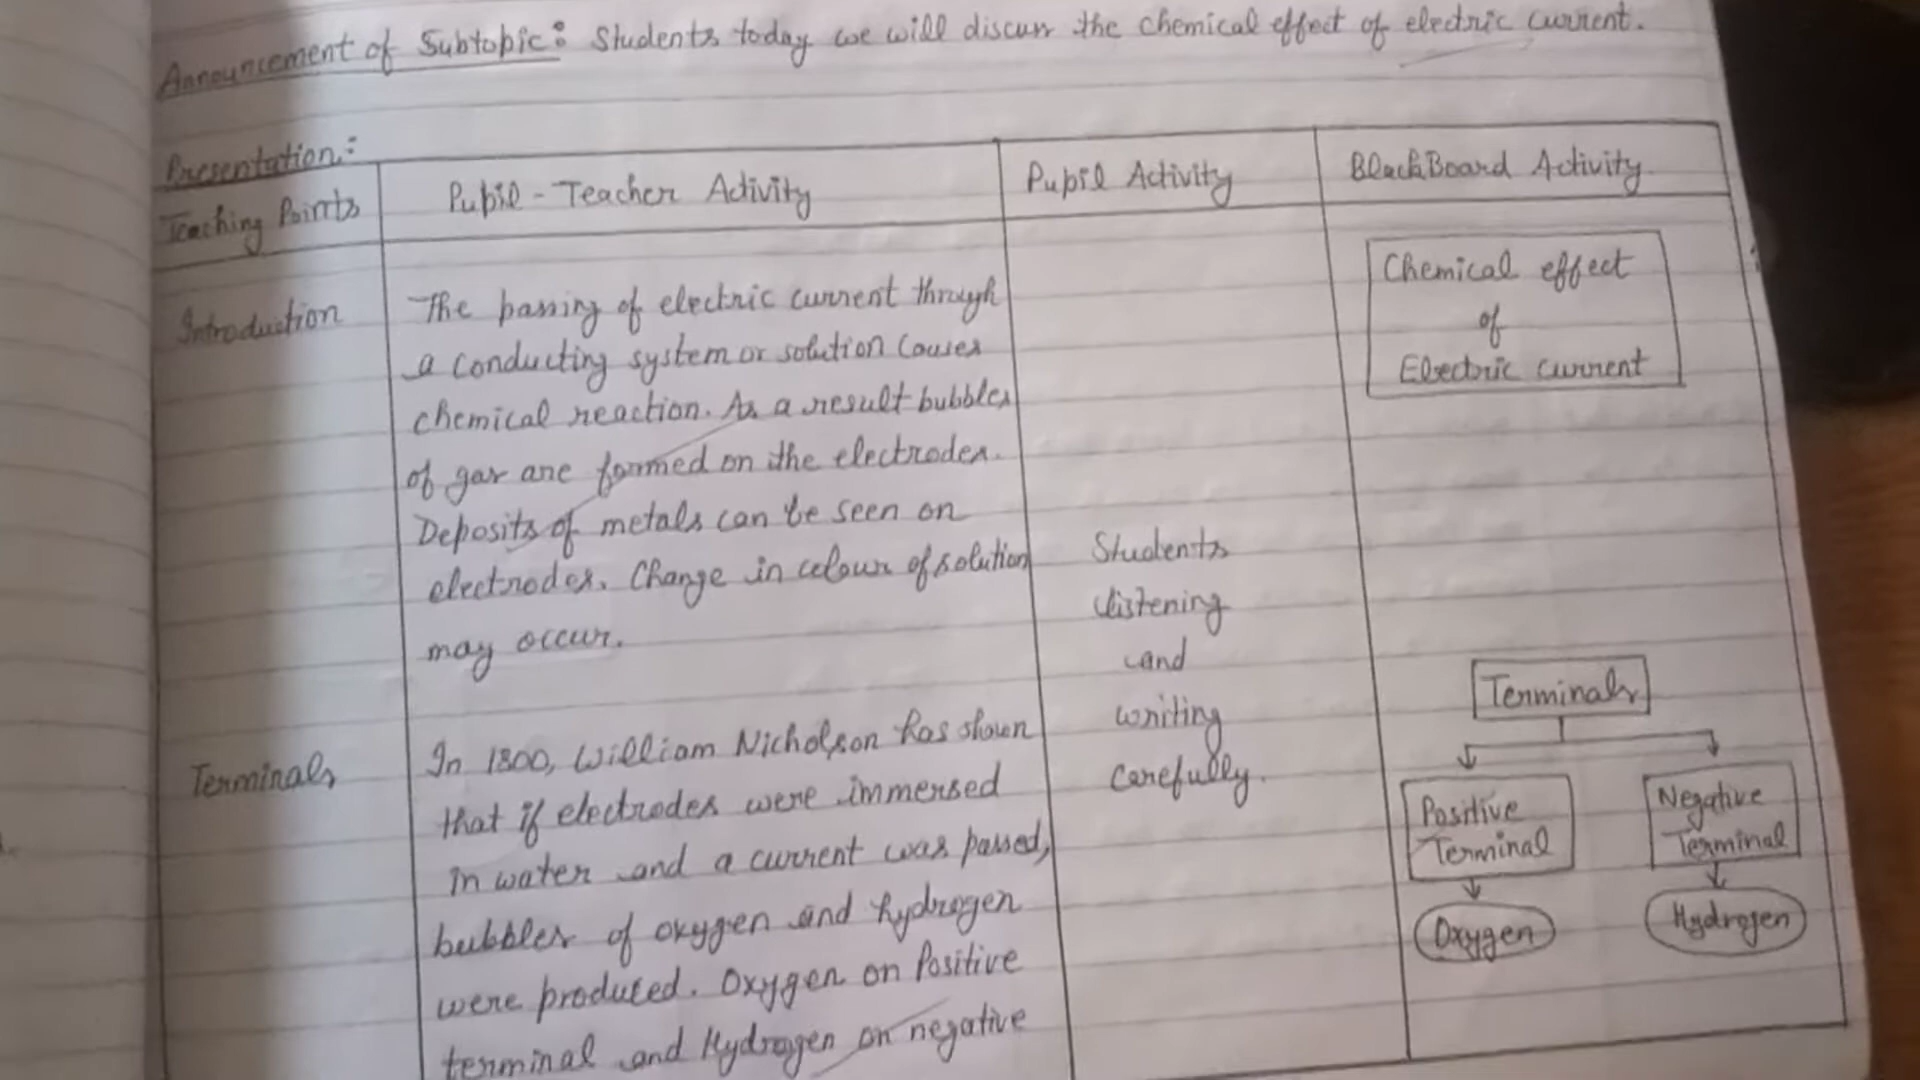 Announcement of Subtopic: Students today we will discuss the chemical effect of electric current.
Presentation:
Teaching Points
Pupil - Teacher Activity
Pupil Activity
BlackBoard Activity
Introduction
The passing of electric current through
a conducting system or solution causes
chemical reaction. As a result bubbles
of gas are formed on the electrodes.
Deposits of metals can be seen on
electrodes. Change in colour of solution
may occur.
Students
listening
and
writing
carefully.
Chemical effect
of
Electric current
Terminals
In 1800, William Nicholson has shown
that if electrodes were immersed
in water and a current was passed,
bubbles of oxygen and hydrogen
were produced. Oxygen on Positive
terminal and Hydrogen on negative
Terminals
Positive
Terminal
Negative
Terminal
Oxygen
Hydrogen